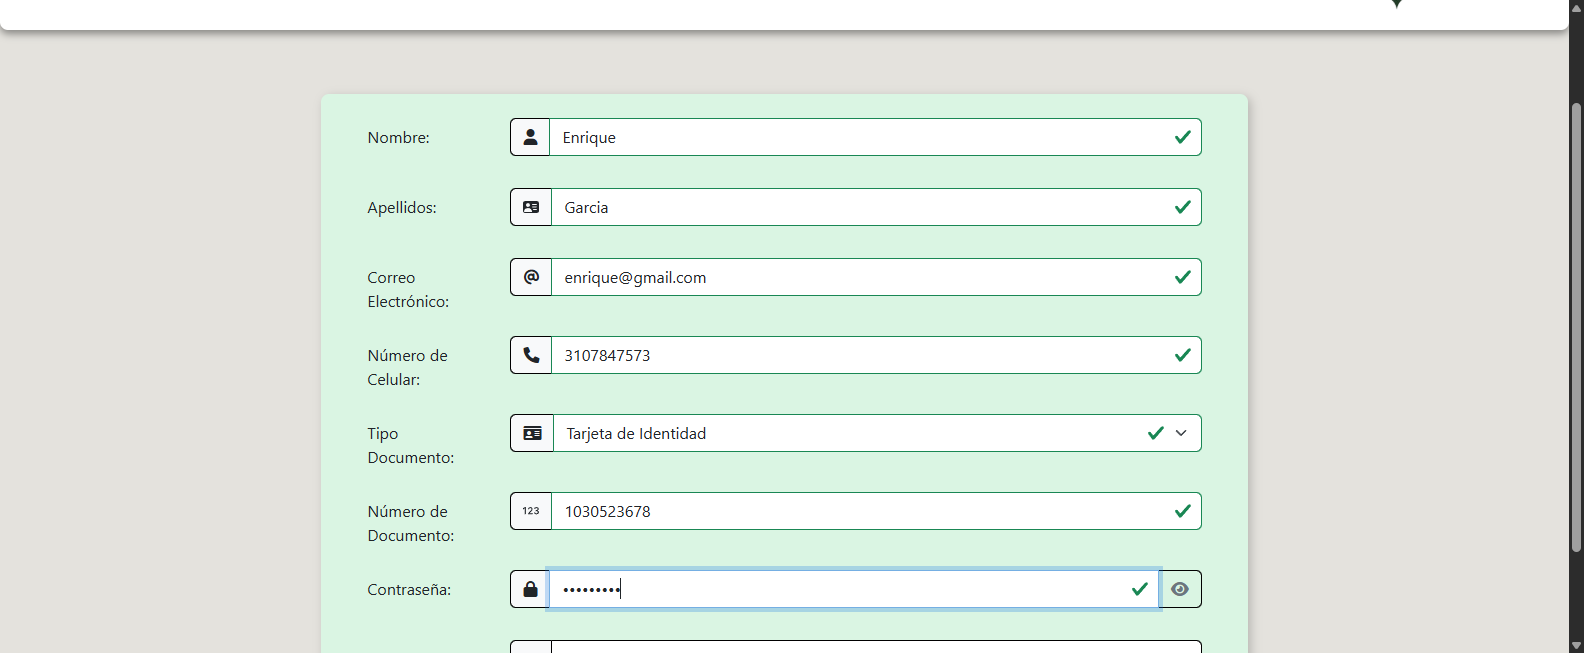 Nombre: Enrique
Apellidos: Garcia
Correo Electrónico: enrique@gmail.com
Número de Celular: 3107847573
Tipo Documento: Tarjeta de Identidad
Número de Documento: 123 1030523678
Contraseña: •••••••••